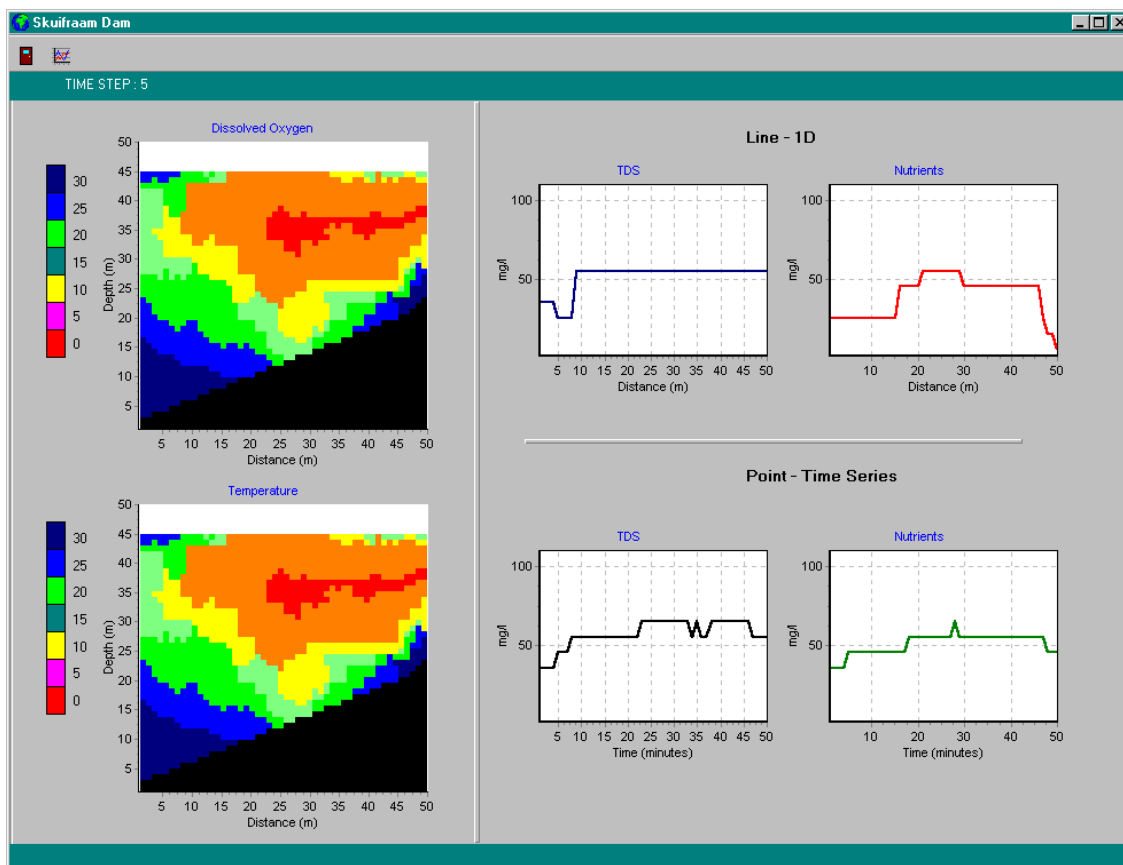 Skuifraam Dam
TIME STEP : 5
Dissolved Oxygen
30
25
20
15
10
5
0
Depth (m)
50
45
40
35
30
25
20
15
10
5
5 10 15 20 25 30 35 40 45 50
Distance (m)
Temperature
30
25
20
15
10
5
0
Depth (m)
50
45
40
35
30
25
20
15
10
5
5 10 15 20 25 30 35 40 45 50
Distance (m)
Line - 1D
TDS
mg/l
100
50
5 10 15 20 25 30 35 40 45 50
Distance (m)
Nutrients
mg/l
100
50
10 20 30 40 50
Distance (m)
Point - Time Series
TDS
mg/l
100
50
5 10 15 20 25 30 35 40 45 50
Time (minutes)
Nutrients
mg/l
100
50
10 20 30 40 50
Time (minutes)